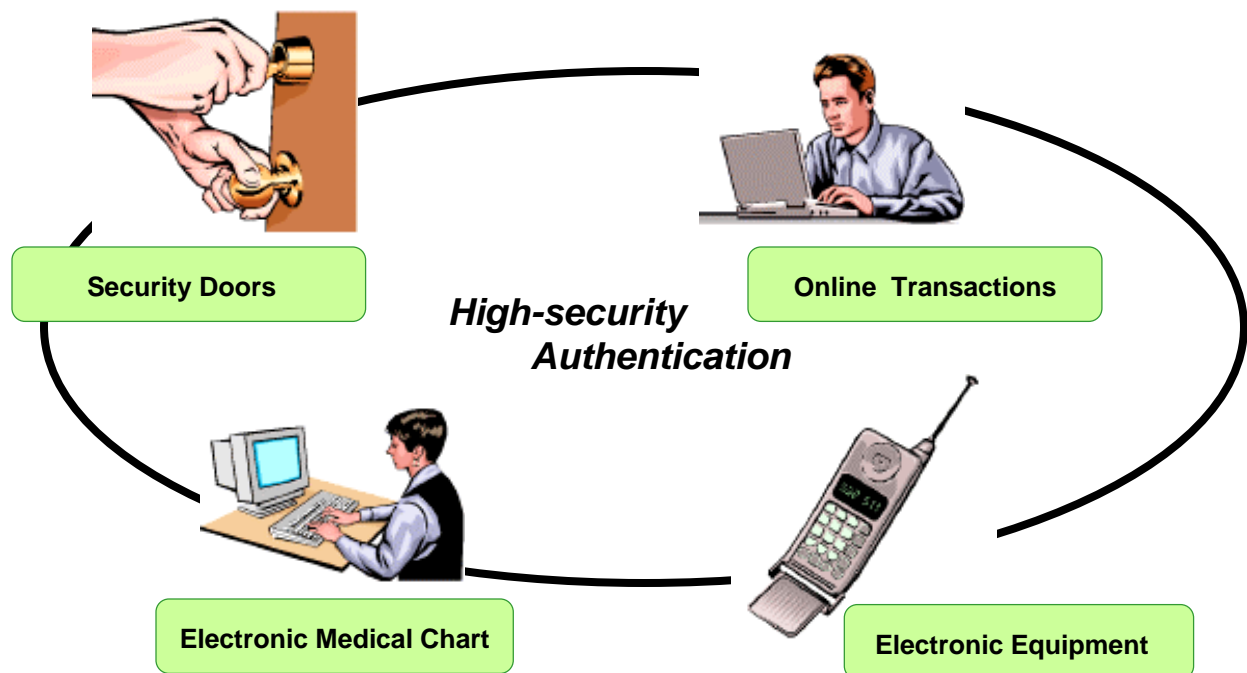 Security Doors
Online Transactions
High-security
Authentication
Electronic Medical Chart
Electronic Equipment